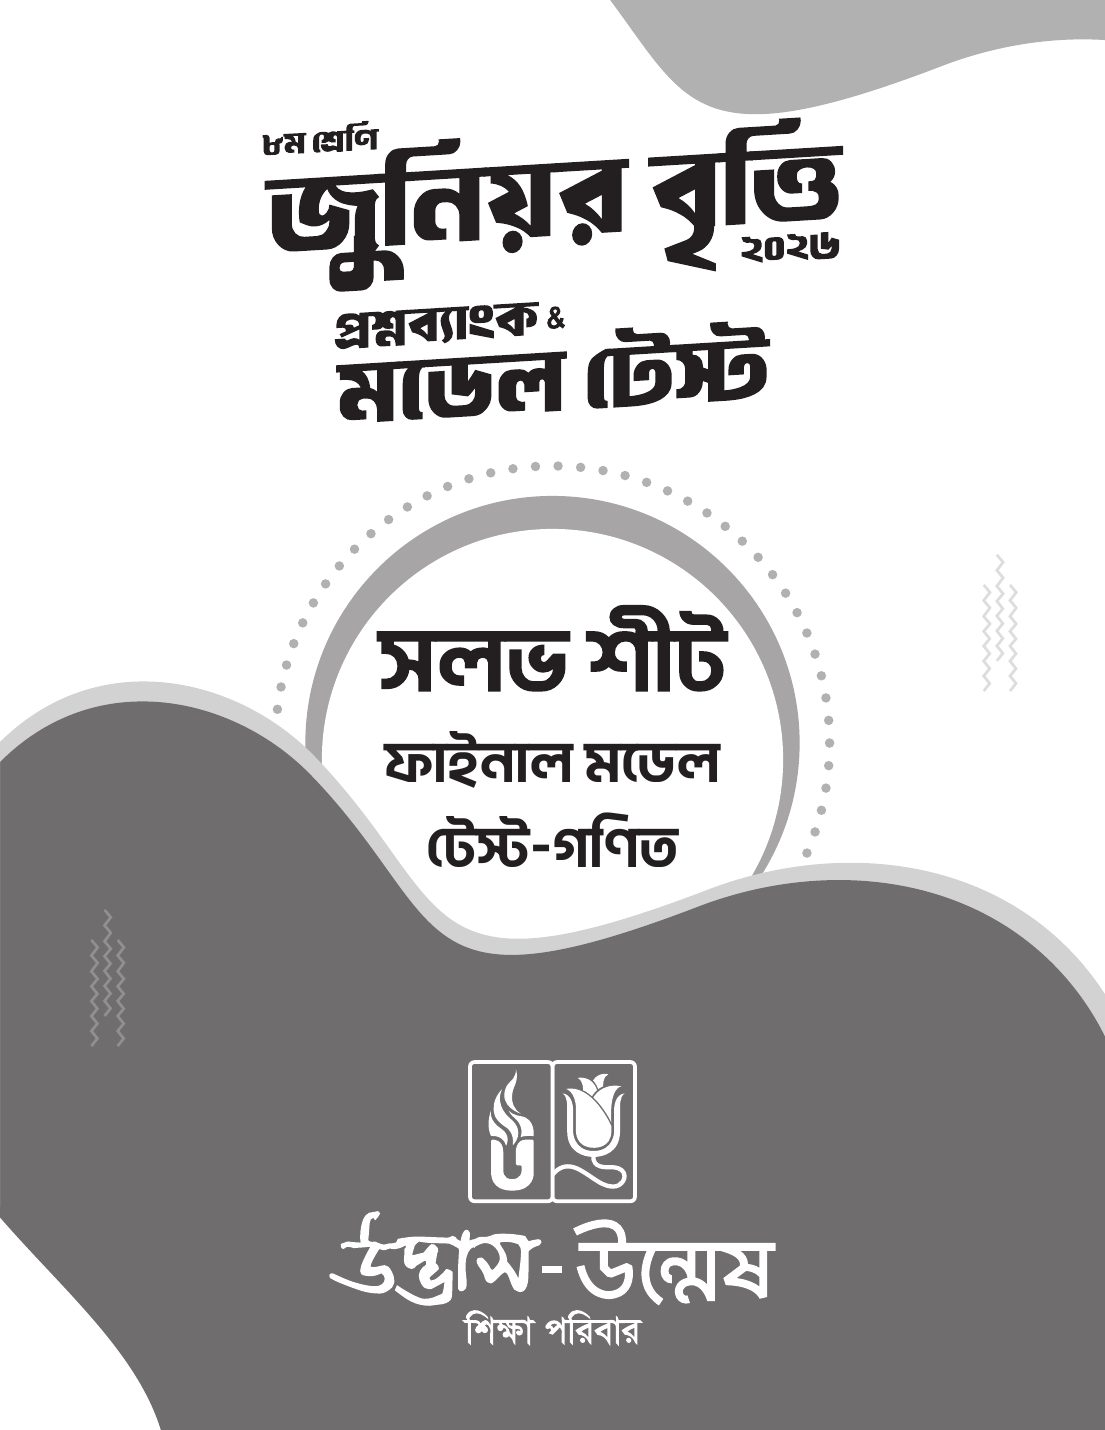 ৮ম শ্রেণি
জুনিয়র বৃত্তি
২০২৬
প্রশ্নব্যাংক &
মডেল টেস্ট
সলভ শীট
ফাইনাল মডেল
টেস্ট-গণিত
উদ্ভাস-উন্মেষ
শিক্ষা পরিবার